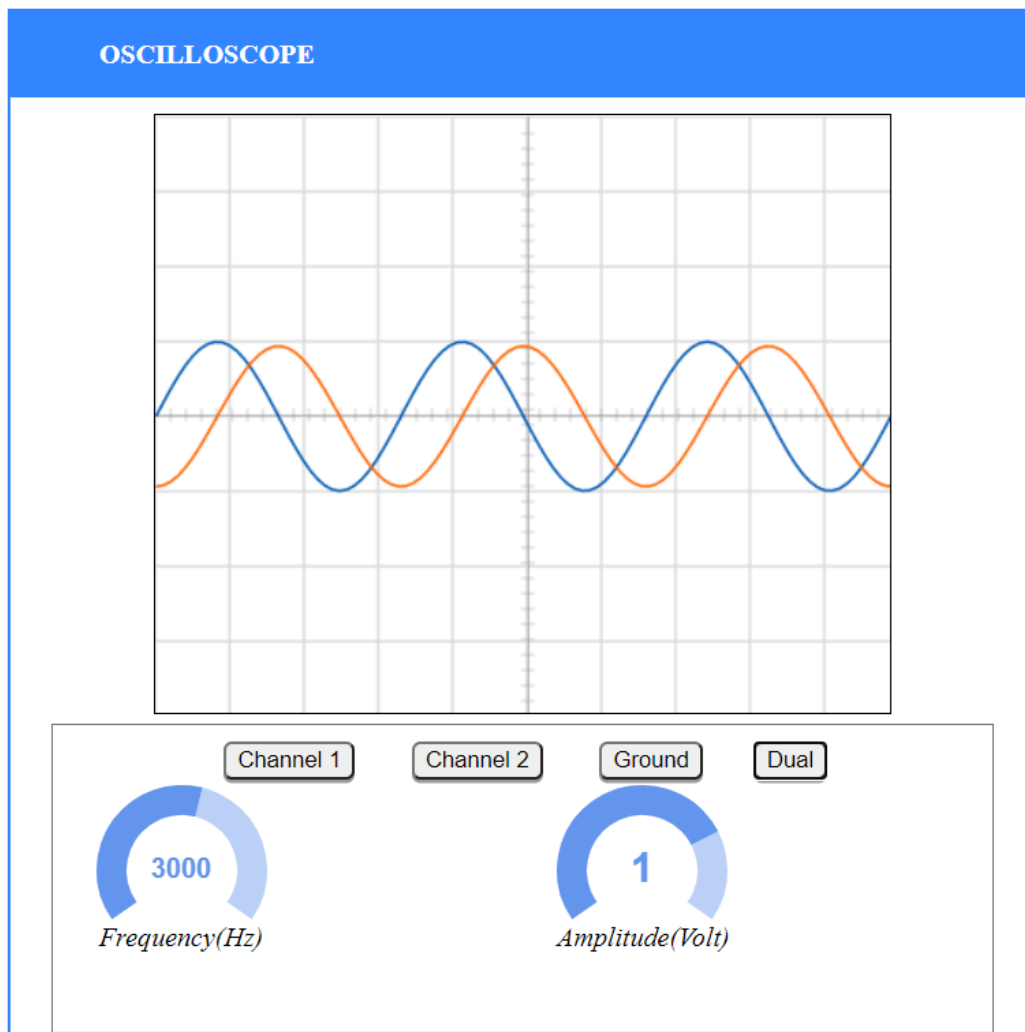 OSCILLOSCOPE
Channel 1 Channel 2 Ground Dual
3000 1
Frequency(Hz) Amplitude(Volt)